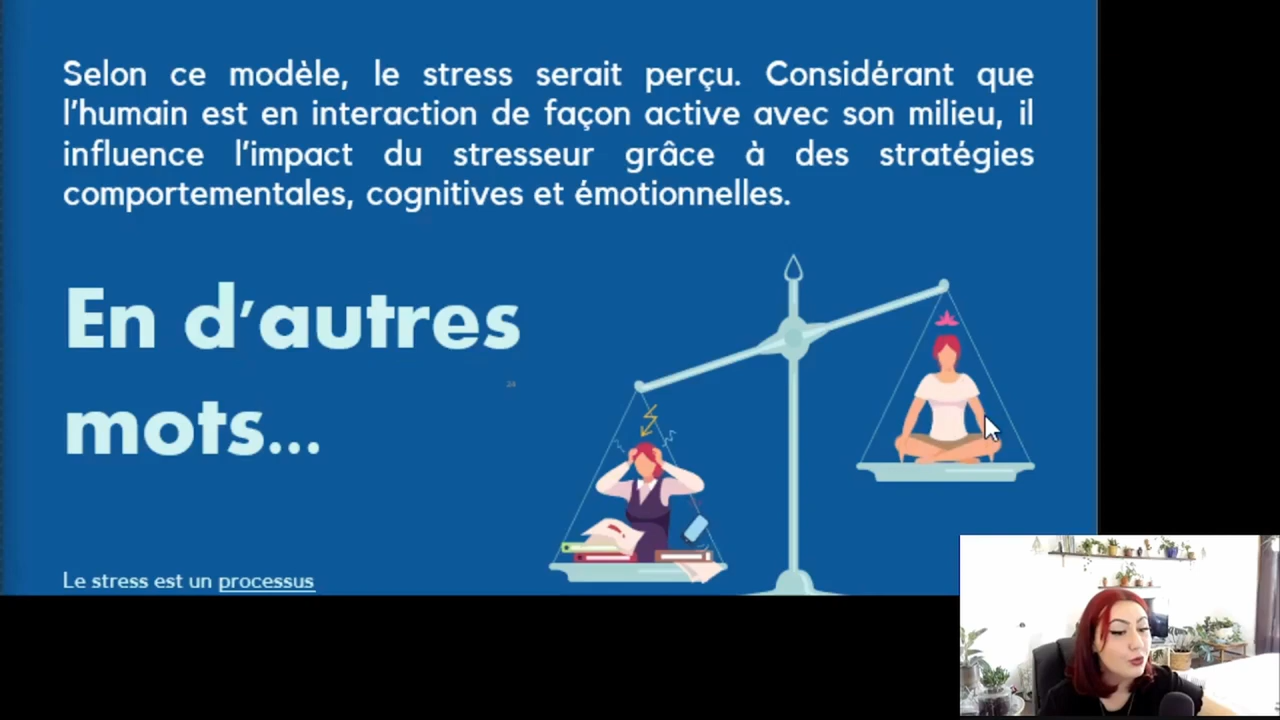 Selon ce modèle, le stress serait perçu. Considérant que
l'humain est en interaction de façon active avec son milieu, il
influence l'impact du stresseur grâce à des stratégies
comportementales, cognitives et émotionnelles.
En d'autres
mots...
Le stress est un processus